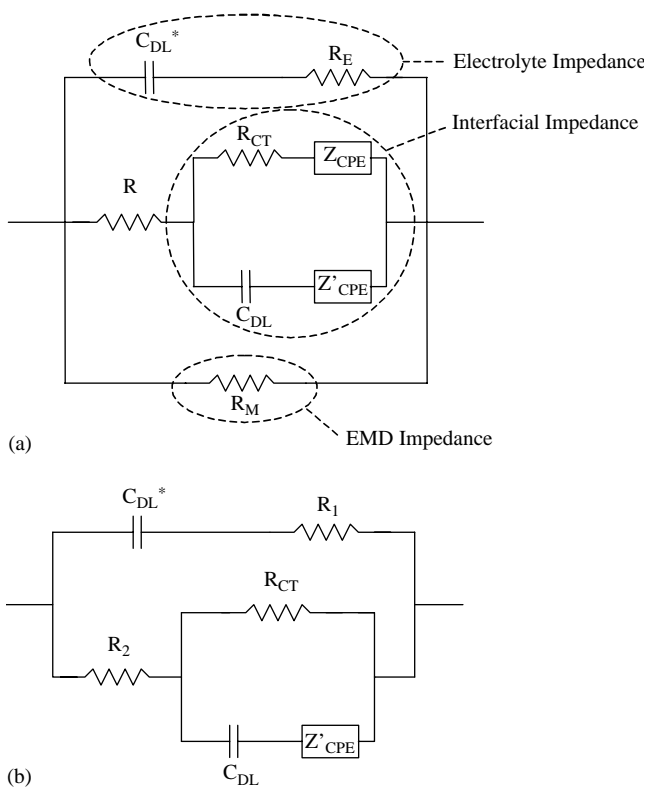 C_DL*
R_E
Electrolyte Impedance
Interfacial Impedance
R_CT
Z_CPE
R
C_DL
Z'_CPE
R_M
EMD Impedance
(a)
C_DL*
R_1
R_CT
R_2
C_DL
Z'_CPE
(b)